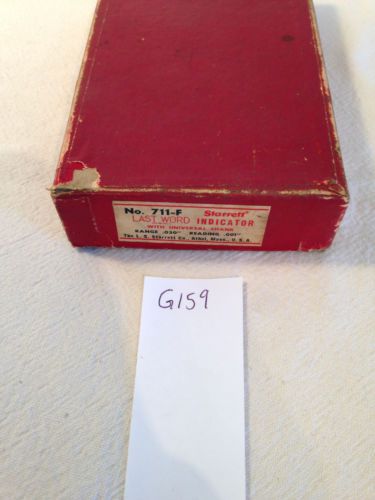 No. 711-F Starrett
LAST WORD INDICATOR
WITH UNIVERSAL SHANK
RANGE .030" READING .001"
The L. S. Starrett Co., Athol, Mass., U.S.A.
G159